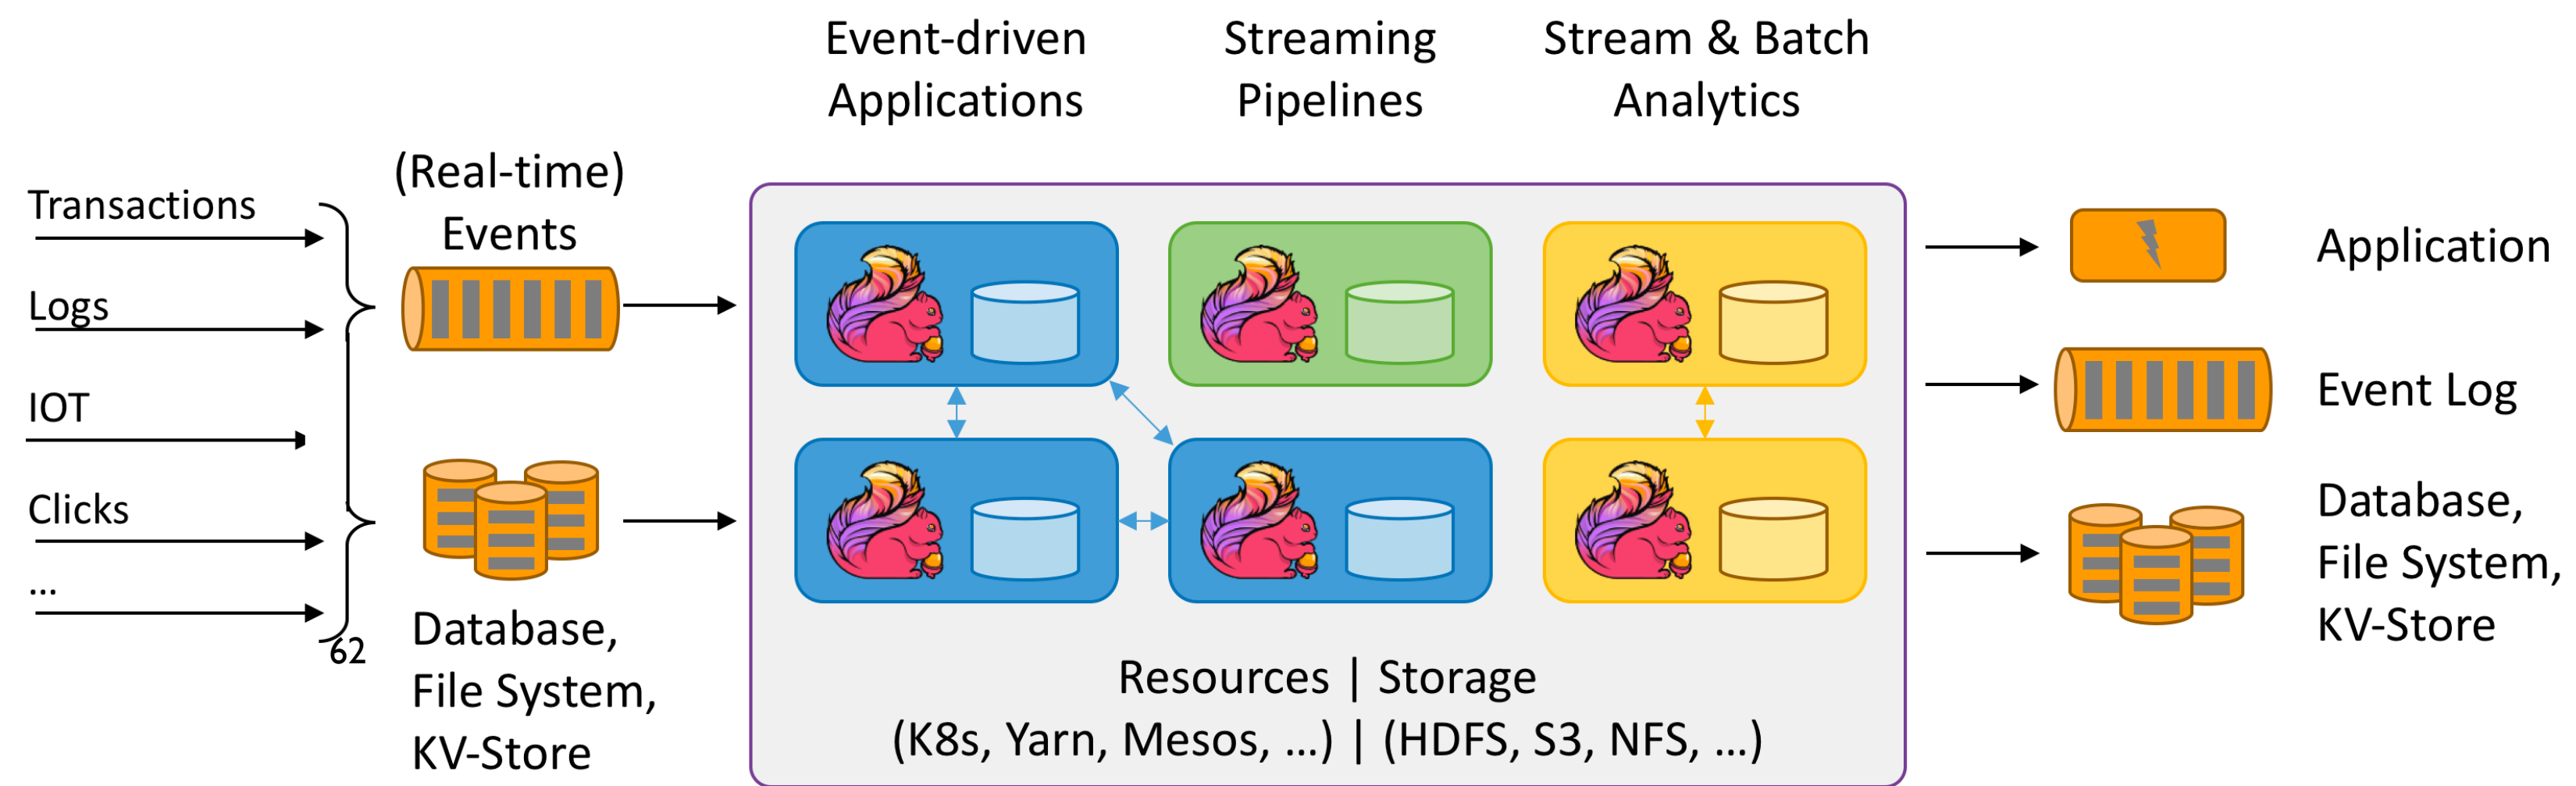 Event-driven
Applications
Streaming
Pipelines
Stream & Batch
Analytics
Transactions
Logs
IOT
Clicks
...
62
(Real-time)
Events
Database,
File System,
KV-Store
Resources | Storage
(K8s, Yarn, Mesos, ...) | (HDFS, S3, NFS, ...)
Application
Event Log
Database,
File System,
KV-Store